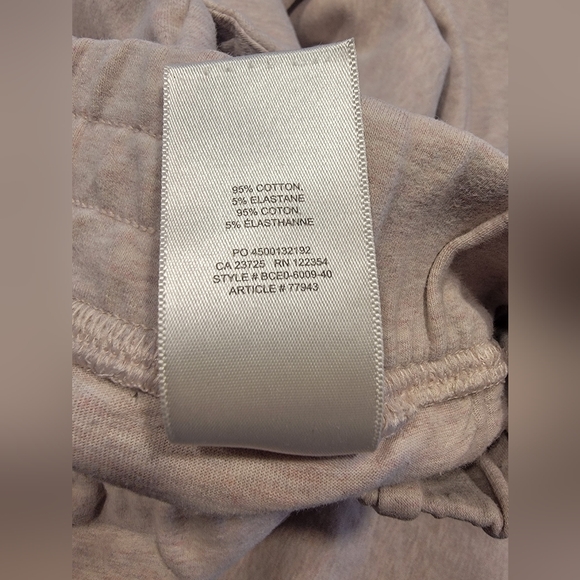 95% COTTON,
5% ELASTANE
95% COTON,
5% ELASTHANNE
PO 4500132192
CA 23725 RN 122354
STYLE # BCE0-6009-40
ARTICLE # 77943